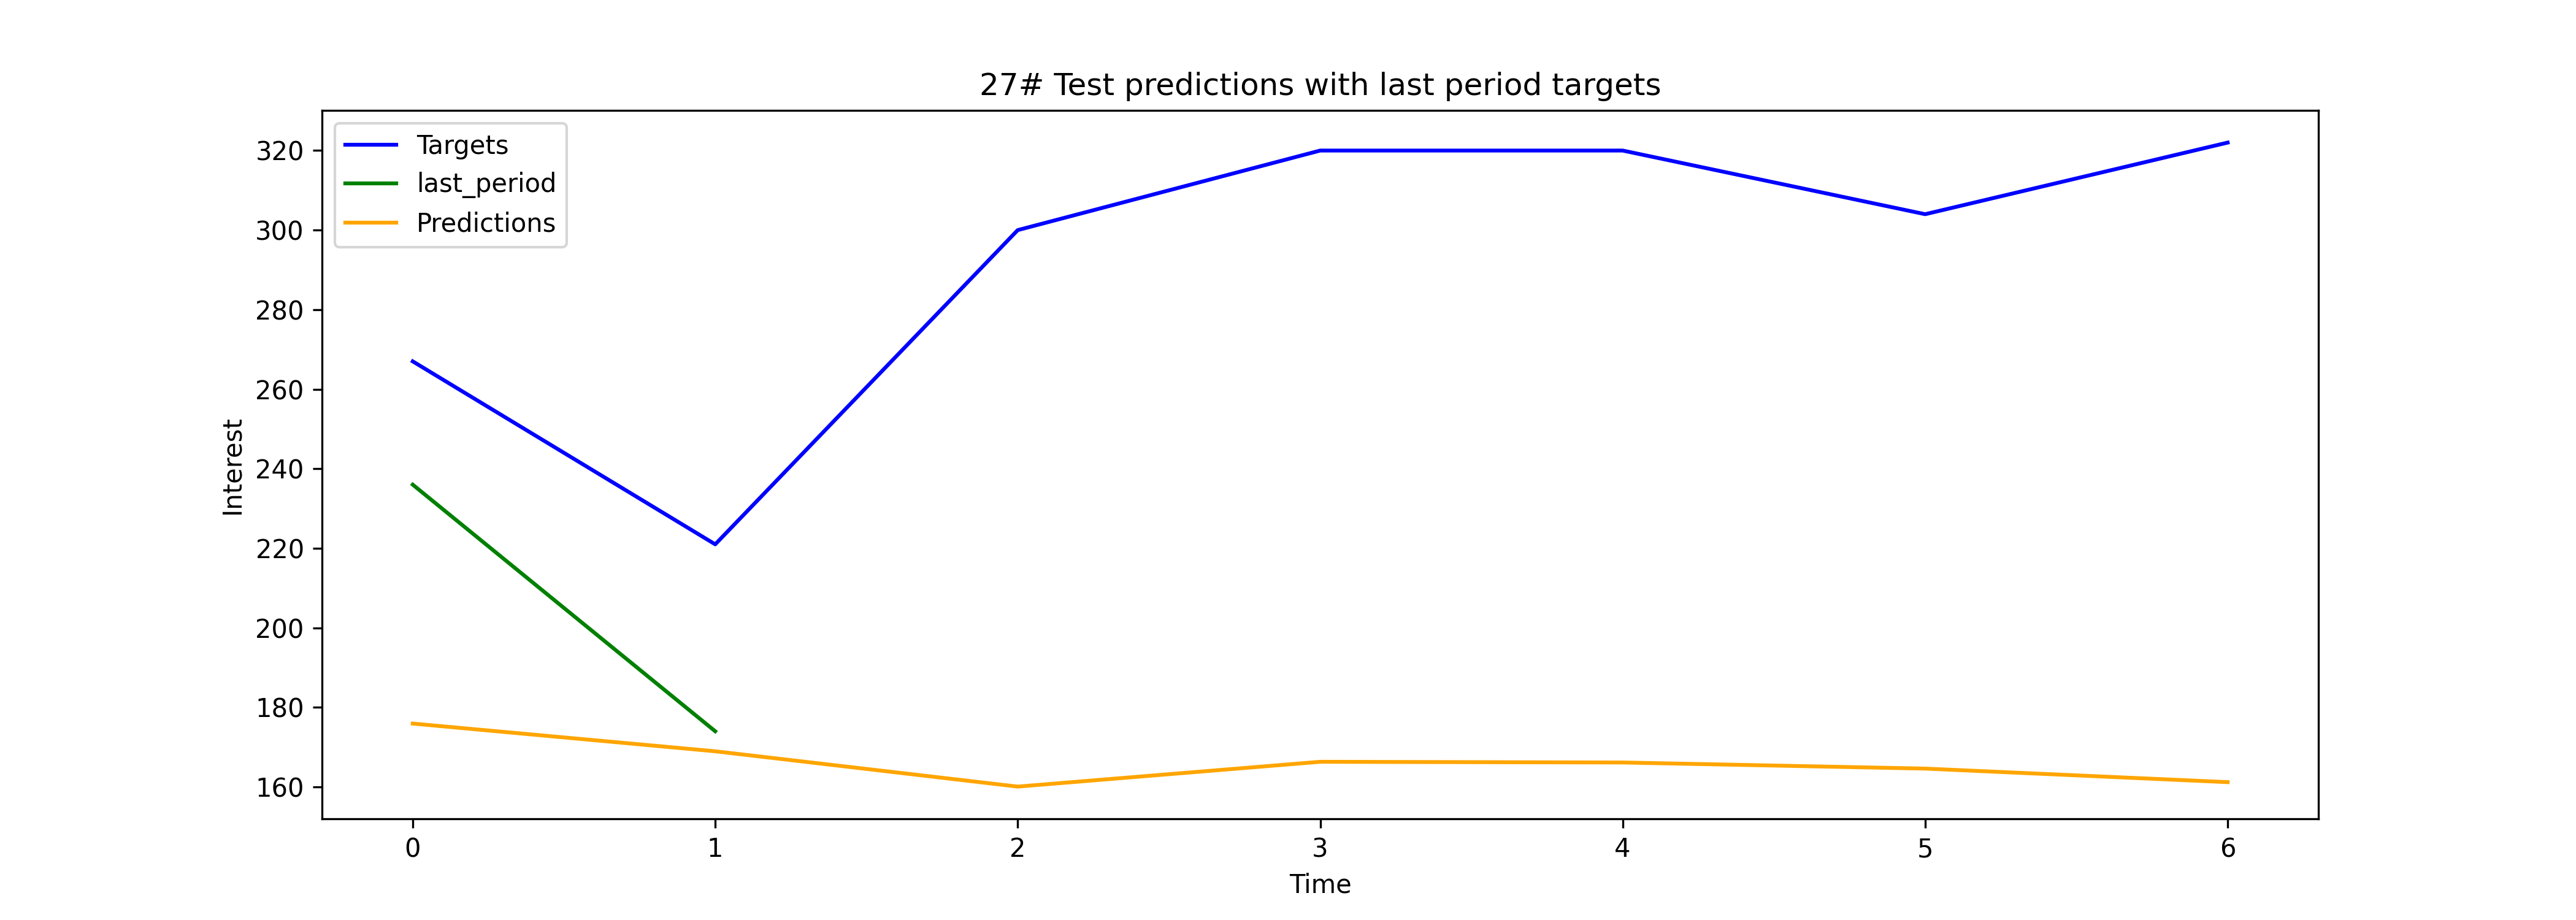 27# Test predictions with last period targets
Targets
last_period
Predictions
Interest
320
300
280
260
240
220
200
180
160
0 1 2 3 4 5 6
Time